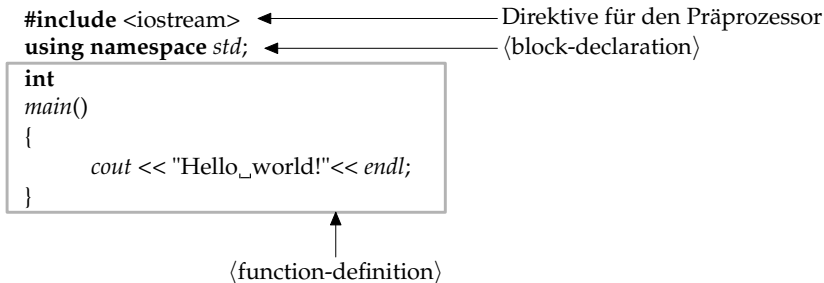 #include <iostream> Direktive für den Präprozessor
using namespace std; ⟨block-declaration⟩
int
main()
{
cout << "Hello␣world!"<< endl;
}
⟨function-definition⟩